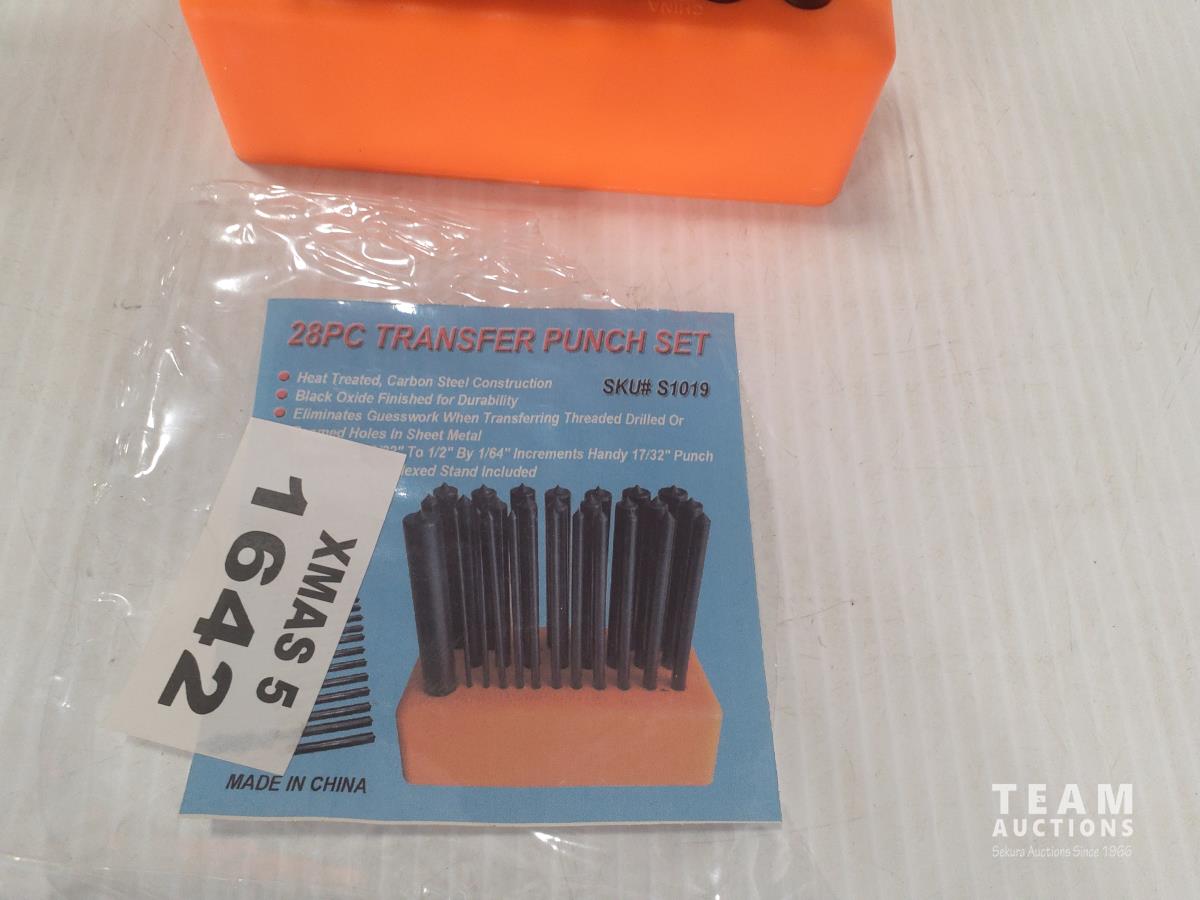 CHINA
28PC TRANSFER PUNCH SET
Heat Treated, Carbon Steel Construction
SKU# S1019
Black Oxide Finished for Durability
Eliminates Guesswork When Transferring Threaded Drilled Or
Holes In Sheet Metal
To 1/2" By 1/64" Increments Handy 17/32" Punch
Stand Included
XMAS 5
1642
MADE IN CHINA
TEAM
AUCTIONS
Sekura Auctions Since 1966